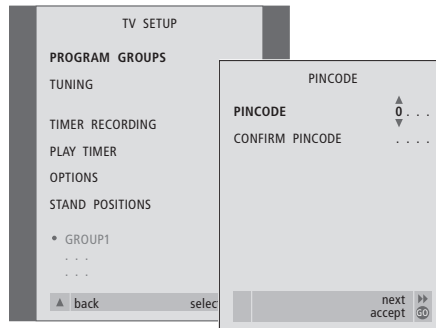 TV SETUP
PROGRAM GROUPS
TUNING
TIMER RECORDING
PLAY TIMER
OPTIONS
STAND POSITIONS
• GROUP1
. . .
. . .
back selec
PINCODE
PINCODE 0 . . .
CONFIRM PINCODE . . . .
next
accept GO